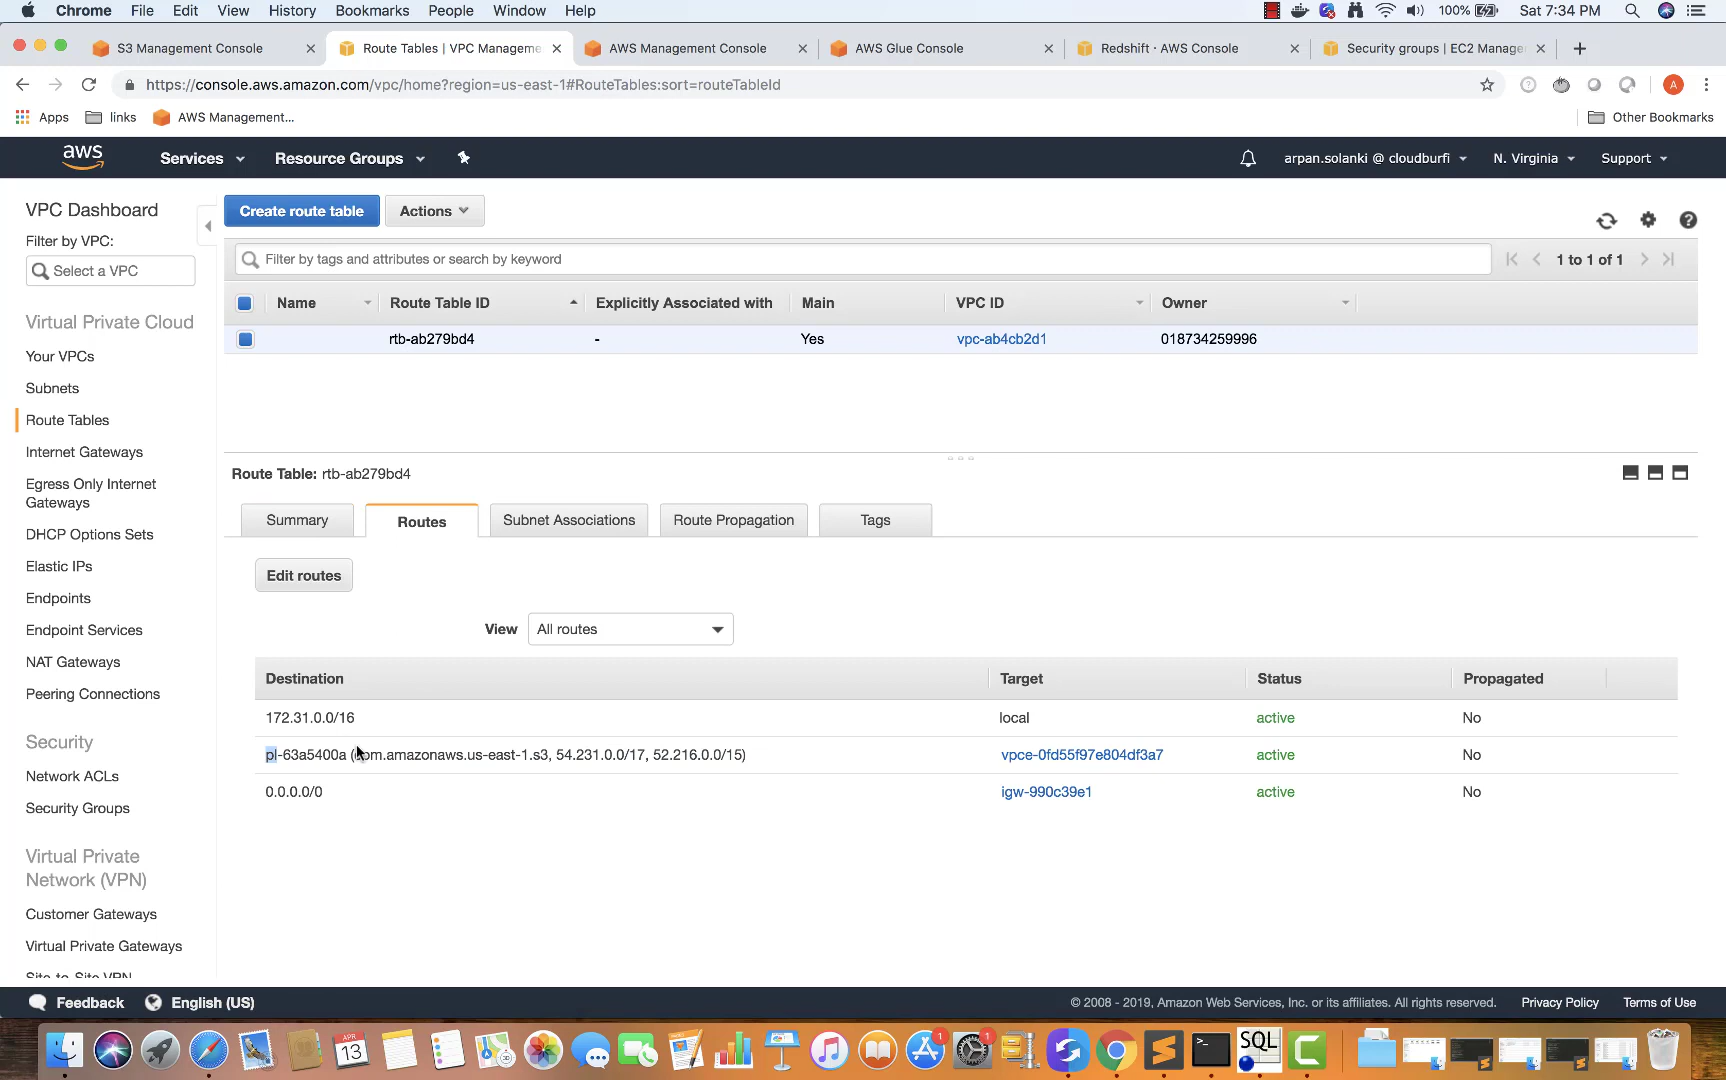 Chrome File Edit View History Bookmarks People Window Help 100% Sat 7:34 PM
S3 Management Console
Route Tables | VPC Manageme
AWS Management Console
AWS Glue Console
Redshift · AWS Console
Security groups | EC2 Manage
https://console.aws.amazon.com/vpc/home?region=us-east-1#RouteTables:sort=routeTableId
A
Apps links AWS Management... Other Bookmarks
aws Services Resource Groups arpan.solanki @ cloudburfi N. Virginia Support
VPC Dashboard
Filter by VPC:
Select a VPC
Virtual Private Cloud
Your VPCs
Subnets
Route Tables
Internet Gateways
Egress Only Internet
Gateways
DHCP Options Sets
Elastic IPs
Endpoints
Endpoint Services
NAT Gateways
Peering Connections
Security
Network ACLs
Security Groups
Virtual Private
Network (VPN)
Customer Gateways
Virtual Private Gateways
Site-to-Site VPN
Create route table Actions
Filter by tags and attributes or search by keyword 1 to 1 of 1
Name Route Table ID Explicitly Associated with Main VPC ID Owner
rtb-ab279bd4 - Yes vpc-ab4cb2d1 018734259996
Route Table: rtb-ab279bd4
Summary Routes Subnet Associations Route Propagation Tags
Edit routes
View All routes
Destination Target Status Propagated
172.31.0.0/16 local active No
pl-63a5400a (com.amazonaws.us-east-1.s3, 54.231.0.0/17, 52.216.0.0/15) vpce-0fd55f97e804df3a7 active No
0.0.0.0/0 igw-990c39e1 active No
Feedback English (US) © 2008 - 2019, Amazon Web Services, Inc. or its affiliates. All rights reserved. Privacy Policy Terms of Use
APR
13
1
1
SQL